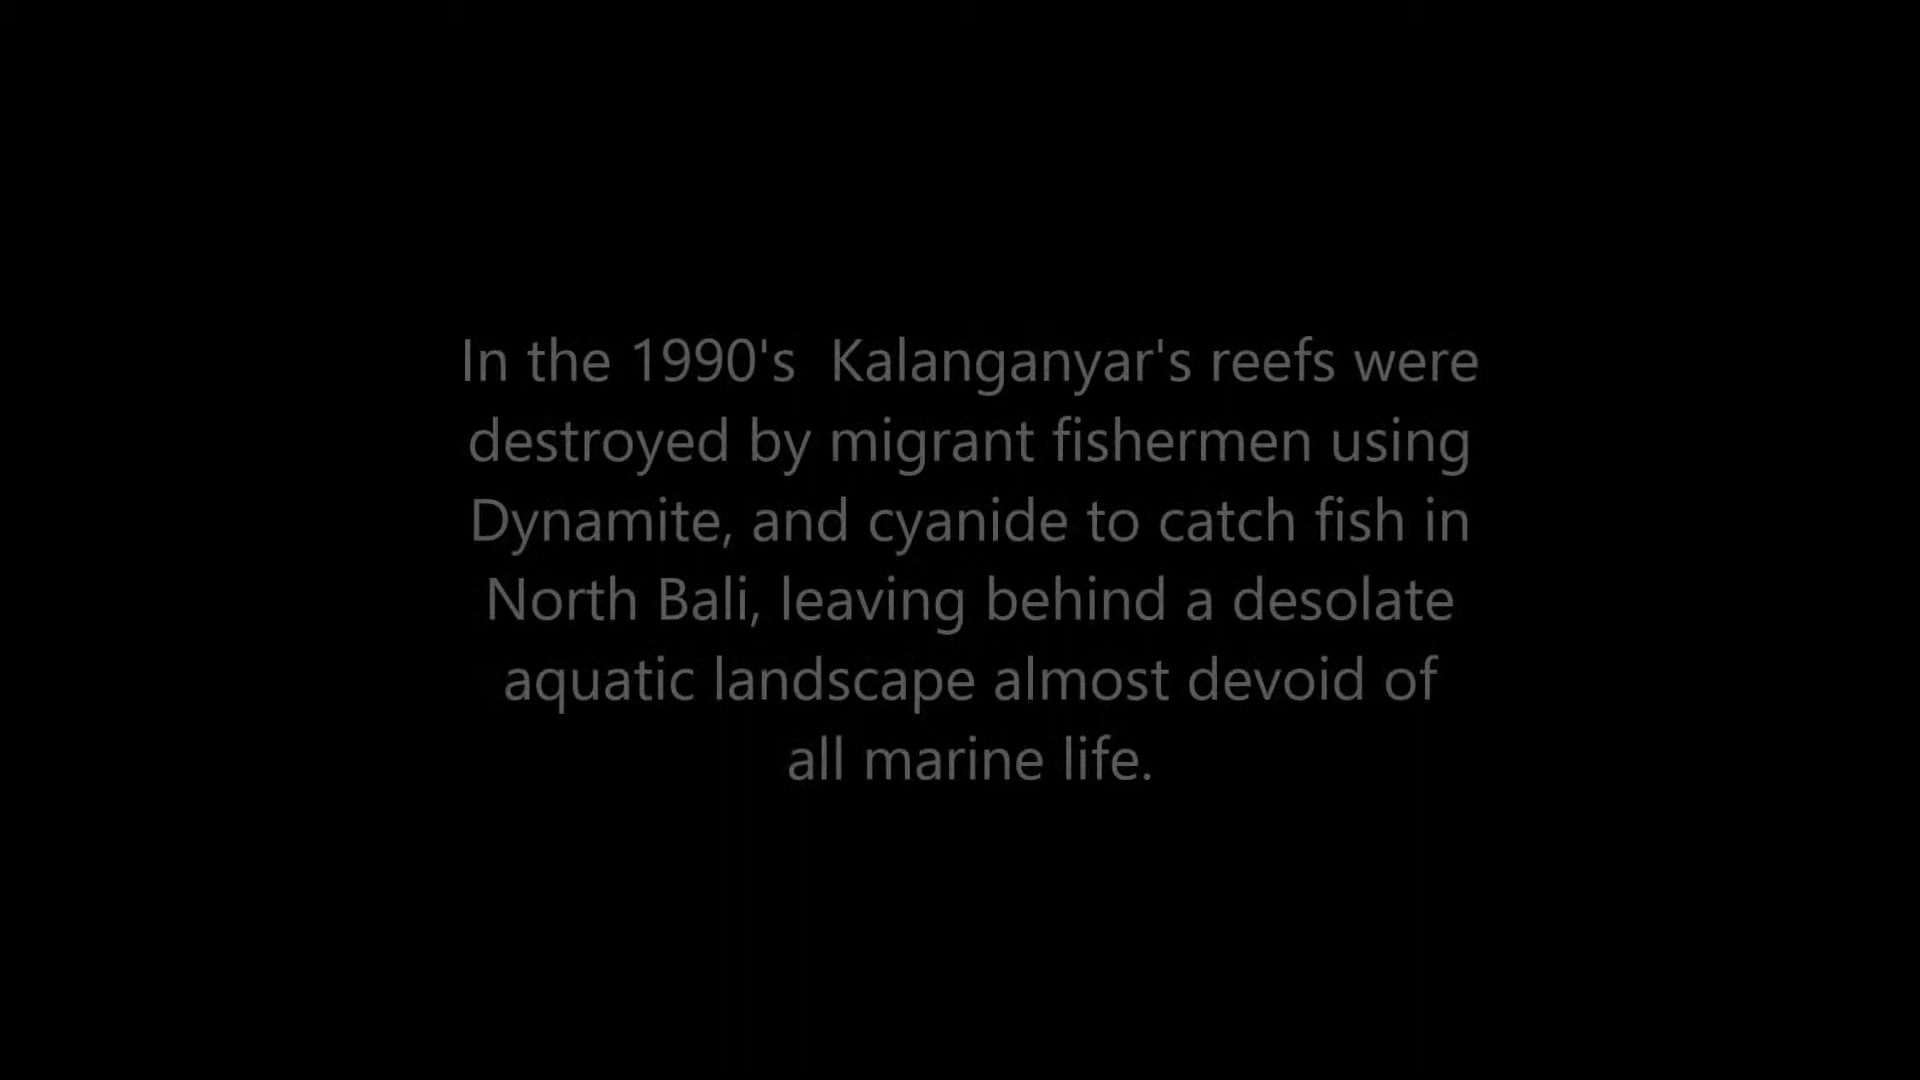 In the 1990's  Kalanganyar's reefs were
destroyed by migrant fishermen using
Dynamite, and cyanide to catch fish in
North Bali, leaving behind a desolate
aquatic landscape almost devoid of
all marine life.